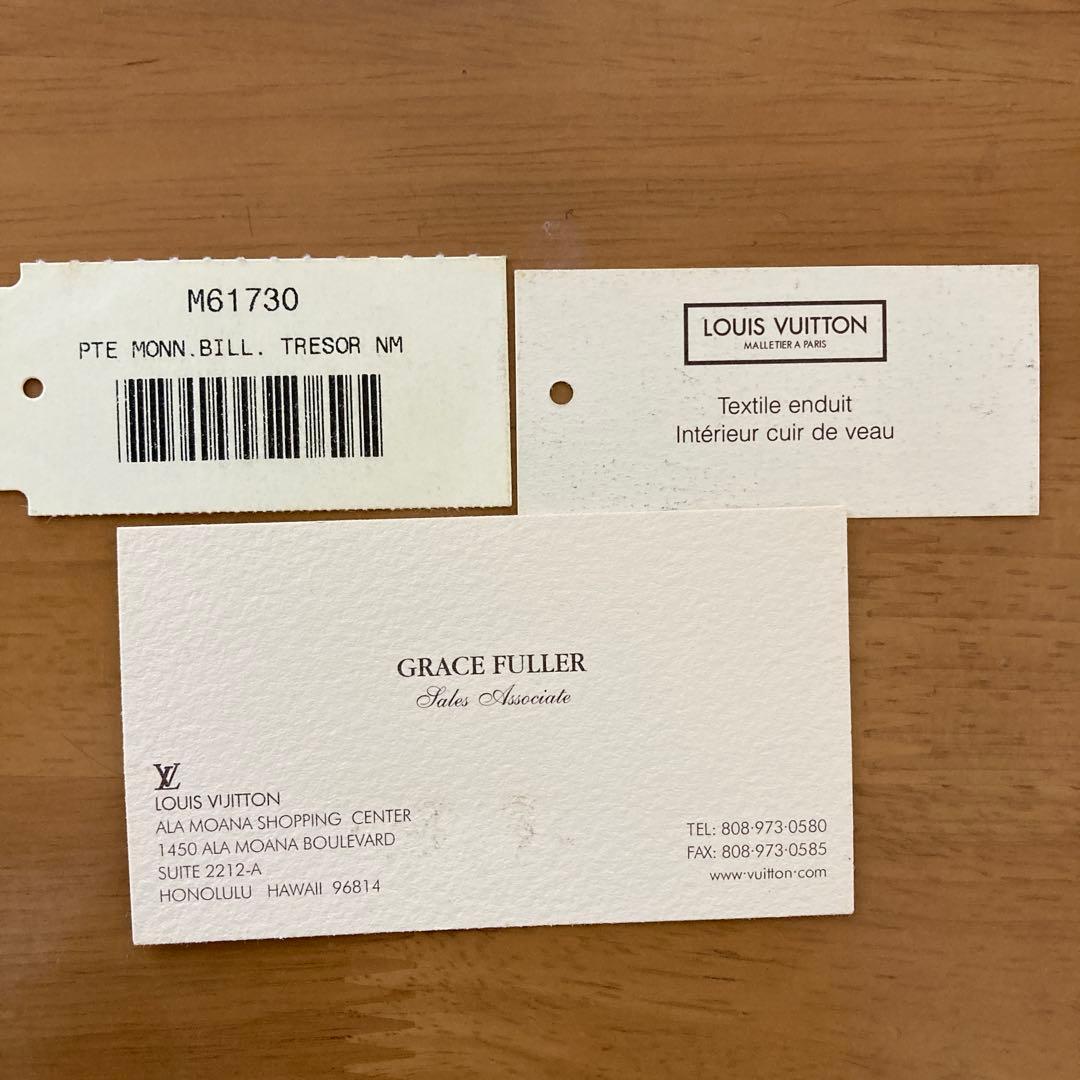 M61730
PTE MONN.BILL. TRESOR NM
LOUIS VUITTON
MALLETIER A PARIS
Textile enduit
Intérieur cuir de veau
GRACE FULLER
Sales Associate
LV
LOUIS VUITTON
ALA MOANA SHOPPING CENTER
1450 ALA MOANA BOULEVARD
SUITE 2212-A
HONOLULU HAWAII 96814
TEL: 808·973·0580
FAX: 808·973·0585
www·vuitton·com